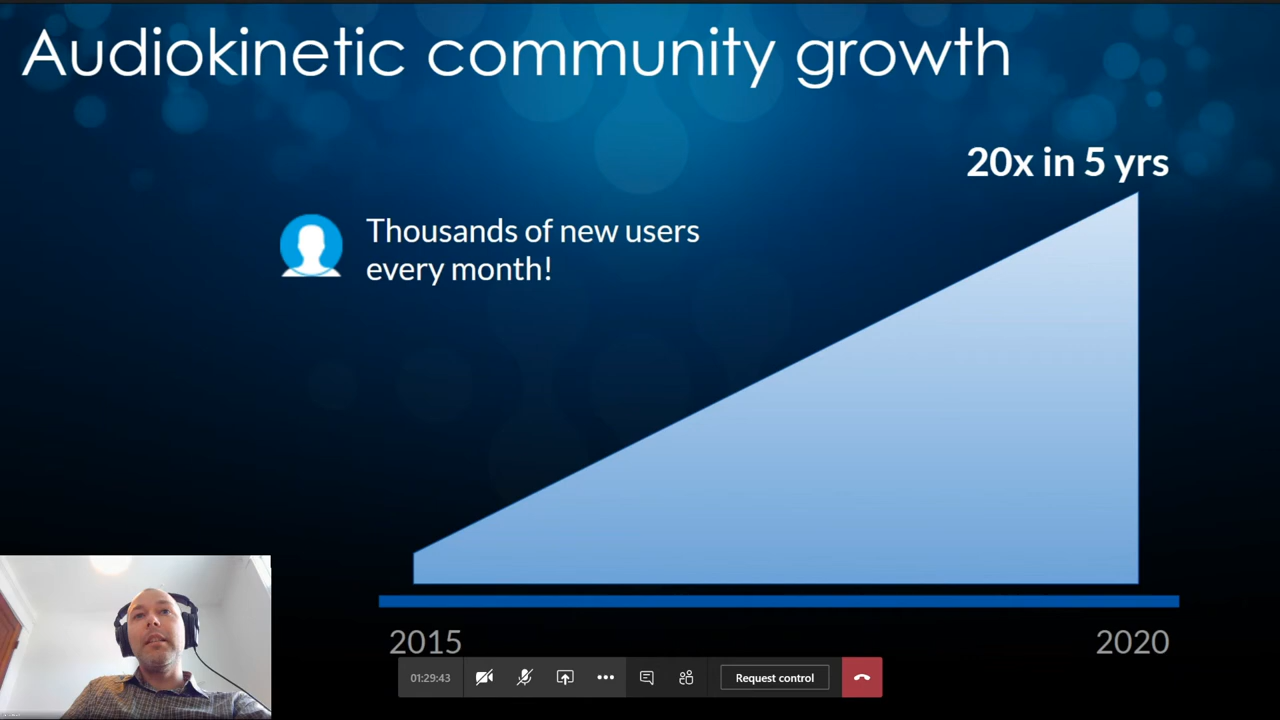 Audiokinetic community growth
20x in 5 yrs
Thousands of new users
every month!
2015
2020
01:29:43
Request control